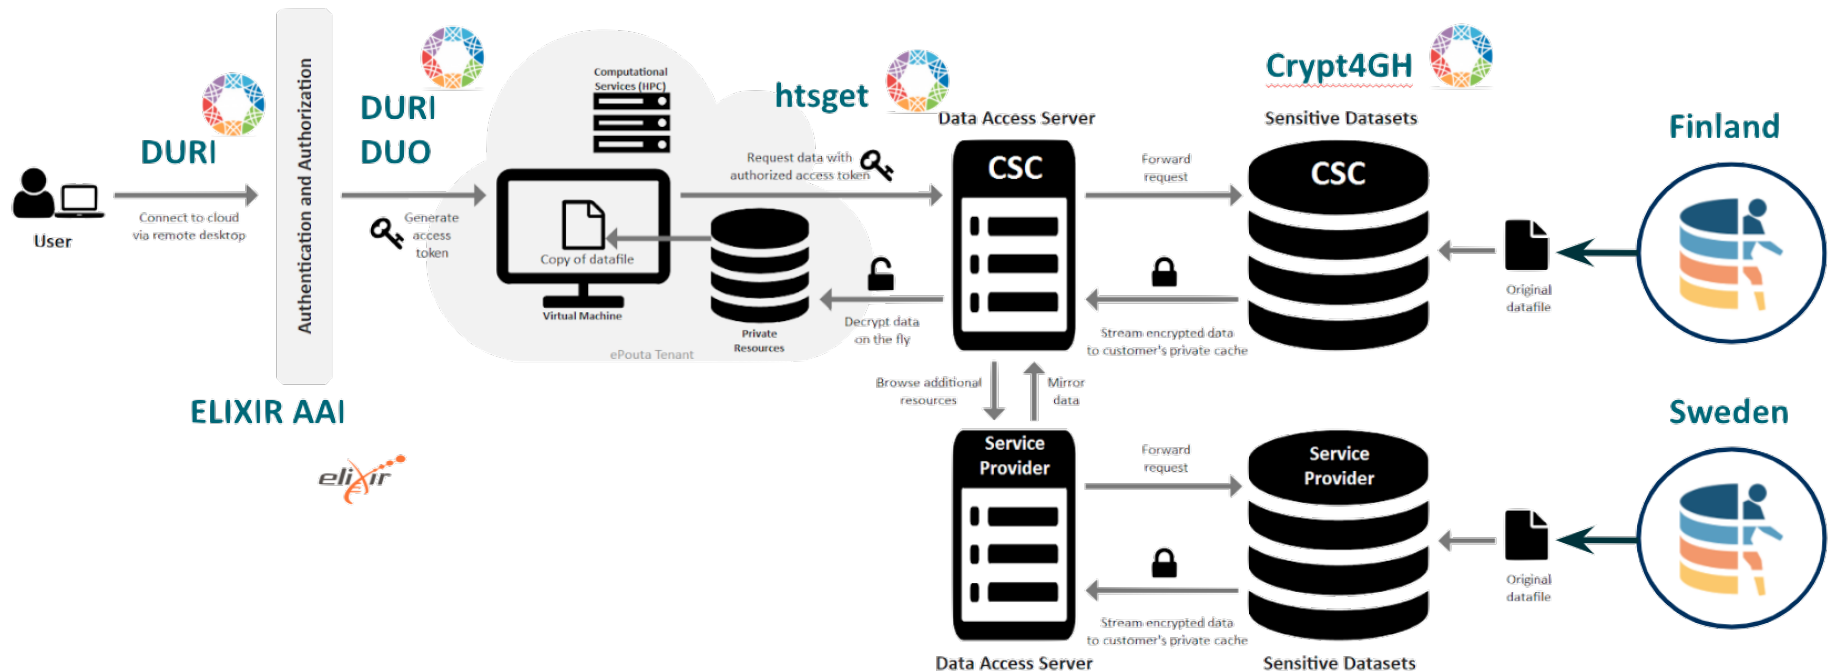 DURI
User
Connect to cloud
via remote desktop
Authentication and Authorization
ELIXIR AAI
elixir
DURI
DUO
Generate
access
token
Computational
Services (HPC)
Copy of datafile
Virtual Machine
Private
Resources
ePouta Tenant
htsget
Request data with
authorized access token
Decrypt data
on the fly
Data Access Server
CSC
Forward
request
Stream encrypted data
to customer's private cache
Crypt4GH
Sensitive Datasets
CSC
Original
datafile
Finland
Browse additional
resources
Mirror
data
Service
Provider
Data Access Server
Forward
request
Stream encrypted data
to customer's private cache
Service
Provider
Sensitive Datasets
Original
datafile
Sweden